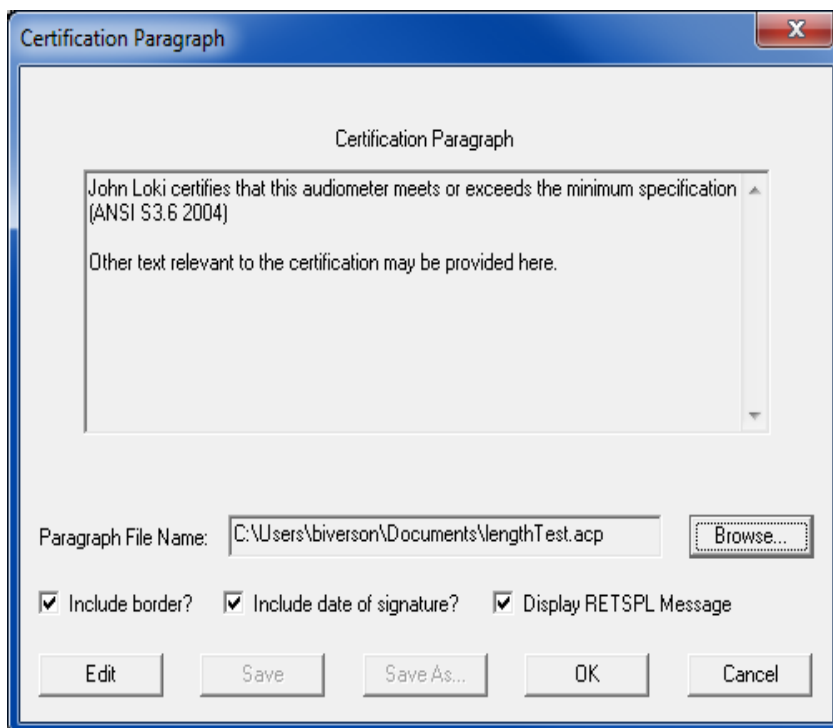 Certification Paragraph
X
Certification Paragraph
John Loki certifies that this audiometer meets or exceeds the minimum specification
(ANSI S3.6 2004)
Other text relevant to the certification may be provided here.
Paragraph File Name: C:\Users\biverson\Documents\lengthTest.acp Browse...
Include border? Include date of signature? Display RETSPL Message
Edit Save Save As... OK Cancel